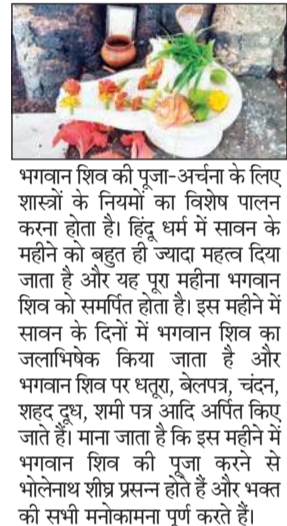 भगवान शिव की पूजा-अर्चना के लिए
शास्त्रों के नियमों का विशेष पालन
करना होता है। हिंदू धर्म में सावन के
महीने को बहुत ही ज्यादा महत्व दिया
जाता है और यह पूरा महीना भगवान
शिव को समर्पित होता है। इस महीने में
सावन के दिनों में भगवान शिव का
जलाभिषेक किया जाता है और
भगवान शिव पर धतूरा, बेलपत्र, चंदन,
शहद दूध, शमी पत्र आदि अर्पित किए
जाते हैं। माना जाता है कि इस महीने में
भगवान शिव की पूजा करने से
भोलेनाथ शीघ्र प्रसन्न होते हैं और भक्त
की सभी मनोकामना पूर्ण करते हैं।